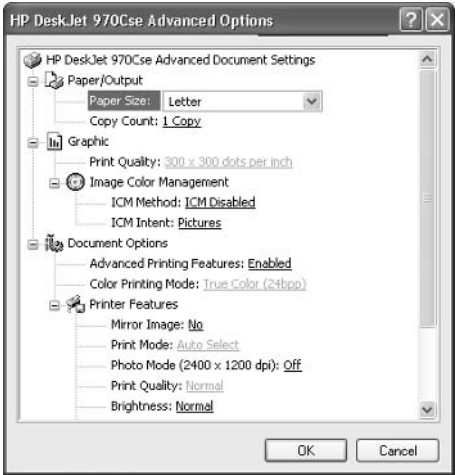 HP DeskJet 970Cse Advanced Options
HP DeskJet 970Cse Advanced Document Settings
Paper/Output
Paper Size: Letter
Copy Count: 1 Copy
Graphic
Print Quality: 300 x 300 dots per inch
Image Color Management
ICM Method: ICM Disabled
ICM Intent: Pictures
Document Options
Advanced Printing Features: Enabled
Color Printing Mode: True Color (24bpp)
Printer Features
Mirror Image: No
Print Mode: Auto Select
Photo Mode (2400 x 1200 dpi): Off
Print Quality: Normal
Brightness: Normal
OK Cancel